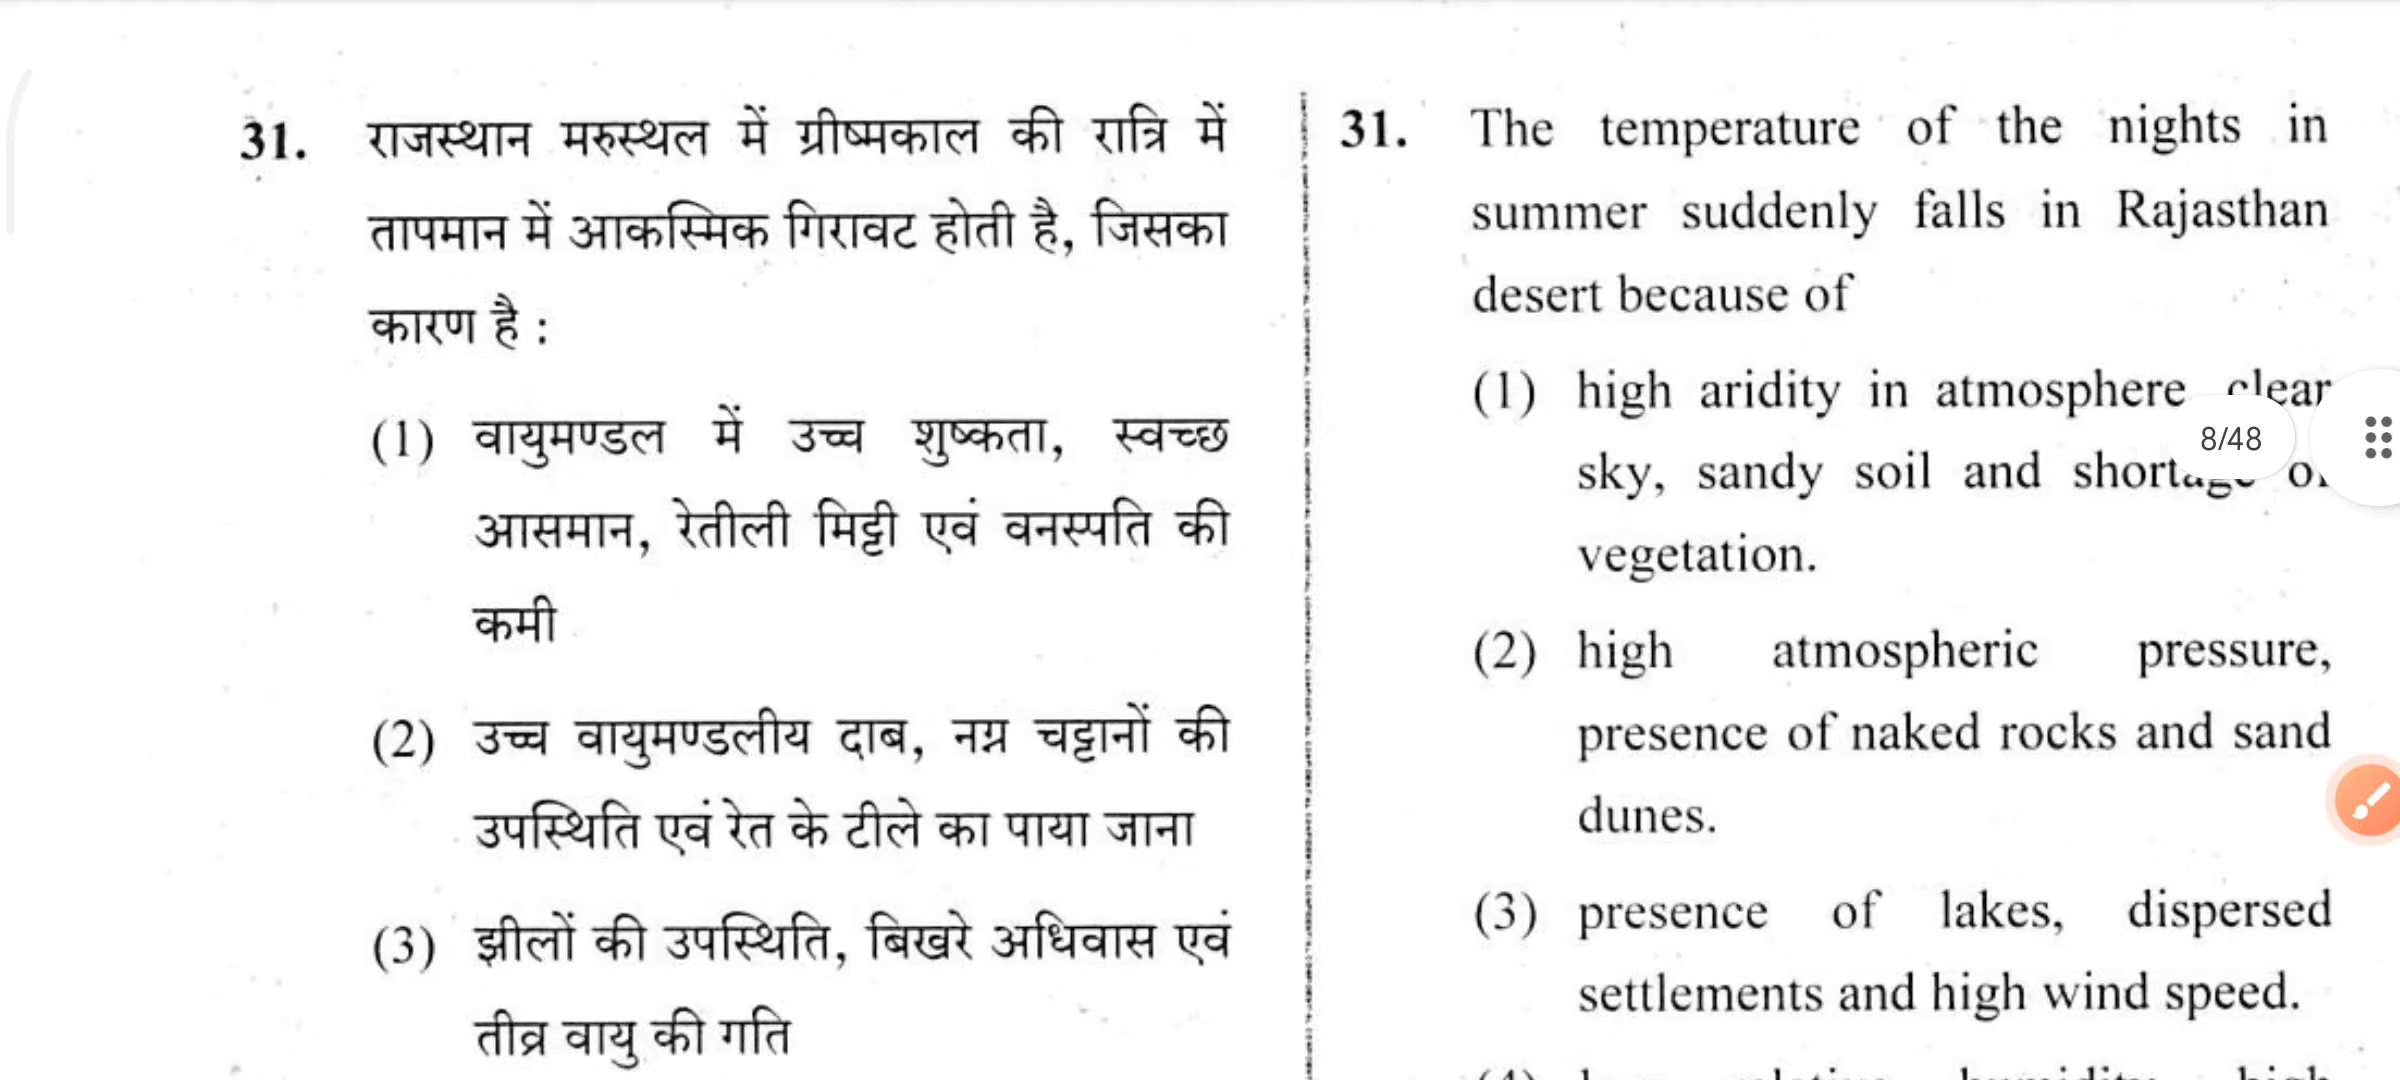 31. राजस्थान मरुस्थल में ग्रीष्मकाल की रात्रि में
तापमान में आकस्मिक गिरावट होती है, जिसका
कारण है :
(1) वायुमण्डल में उच्च शुष्कता, स्वच्छ
आसमान, रेतीली मिट्टी एवं वनस्पति की
कमी
(2) उच्च वायुमण्डलीय दाब, नग्न चट्टानों की
उपस्थिति एवं रेत के टीले का पाया जाना
(3) झीलों की उपस्थिति, बिखरे अधिवास एवं
तीव्र वायु की गति
31. The temperature of the nights in
summer suddenly falls in Rajasthan
desert because of
(1) high aridity in atmosphere clear
sky, sandy soil and shortage of
vegetation.
(2) high atmospheric pressure,
presence of naked rocks and sand
dunes.
(3) presence of lakes, dispersed
settlements and high wind speed.
8/48